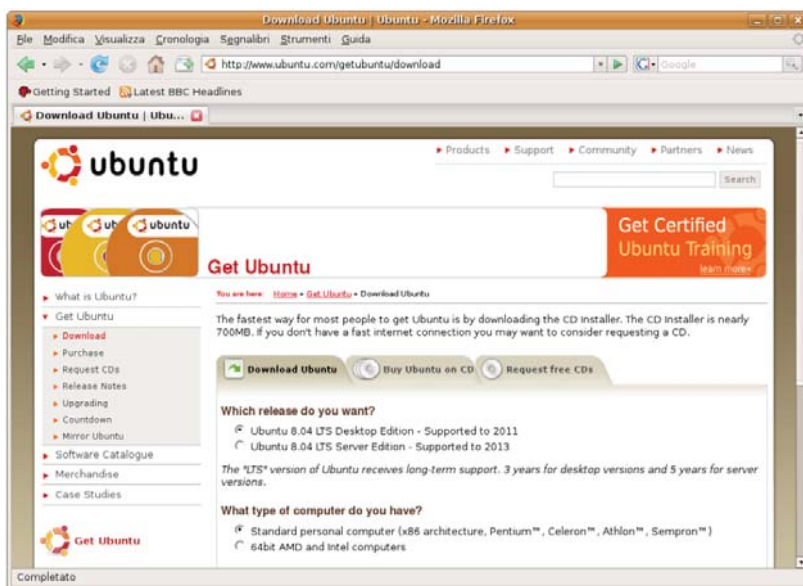 Download Ubuntu | Ubuntu - Mozilla Firefox
File Modifica Visualizza Cronologia Segnalibri Strumenti Guida
http://www.ubuntu.com/getubuntu/download
Google
Getting Started Latest BBC Headlines
Download Ubuntu | Ubu...
ubuntu
Products Support Community Partners News
Search
ubuntu
Get Certified
Ubuntu Training
learn more»
Get Ubuntu
You are here: Home • Get Ubuntu • Download Ubuntu
What is Ubuntu?
Get Ubuntu
Download
Purchase
Request CDs
Release Notes
Upgrading
Countdown
Mirror Ubuntu
Software Catalogue
Merchandise
Case Studies
Get Ubuntu
The fastest way for most people to get Ubuntu is by downloading the CD Installer. The CD Installer is nearly
700MB. If you don't have a fast internet connection you may want to consider requesting a CD.
Download Ubuntu Buy Ubuntu on CD Request free CDs
Which release do you want?
Ubuntu 8.04 LTS Desktop Edition - Supported to 2011
Ubuntu 8.04 LTS Server Edition - Supported to 2013
The "LTS" version of Ubuntu receives long-term support. 3 years for desktop versions and 5 years for server
versions.
What type of computer do you have?
Standard personal computer (x86 architecture, Pentium™, Celeron™, Athlon™, Sempron™)
64bit AMD and Intel computers
Completato